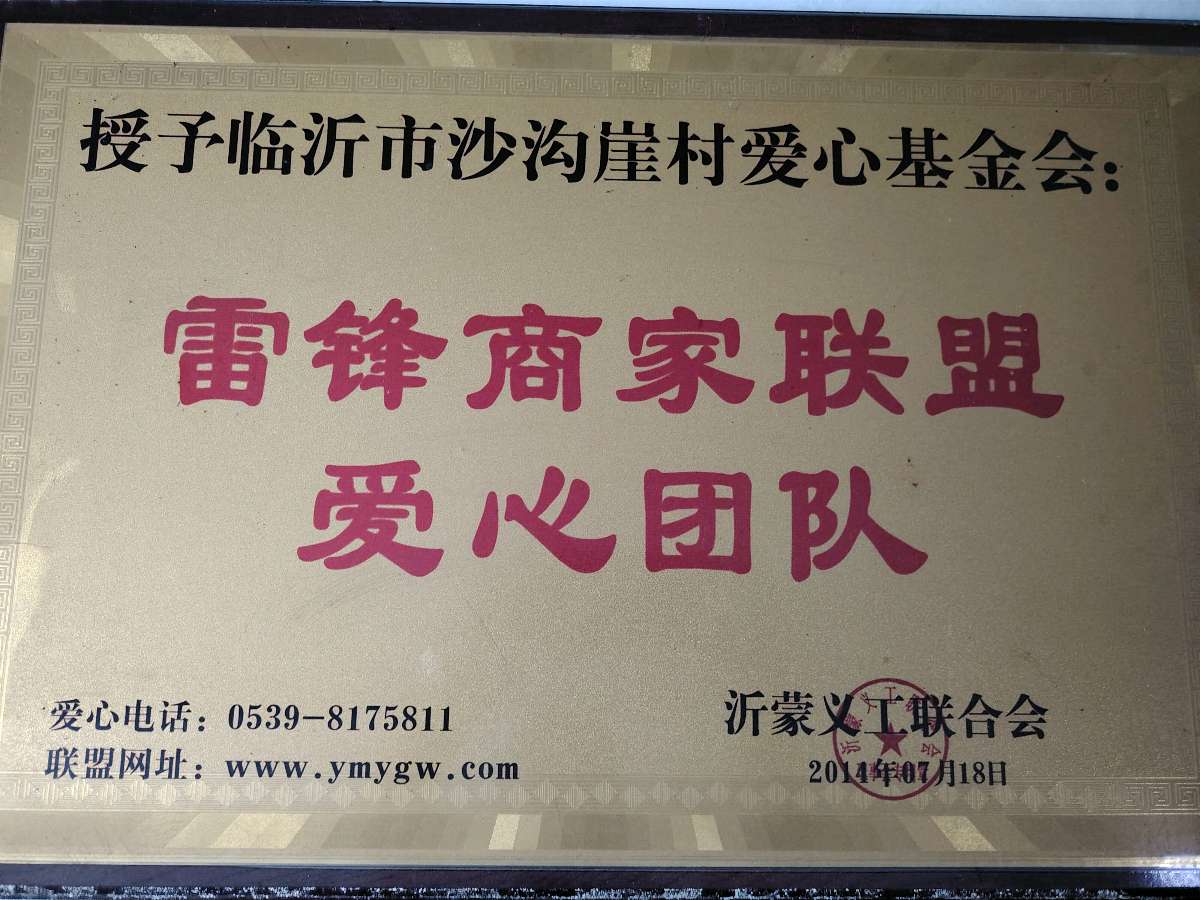 授予临沂市沙沟崖村爱心基金会:
雷锋商家联盟
爱心团队
爱心电话: 0539-8175811
联盟网址: www.ymygw.com
沂蒙义工联合会
2014年07月18日